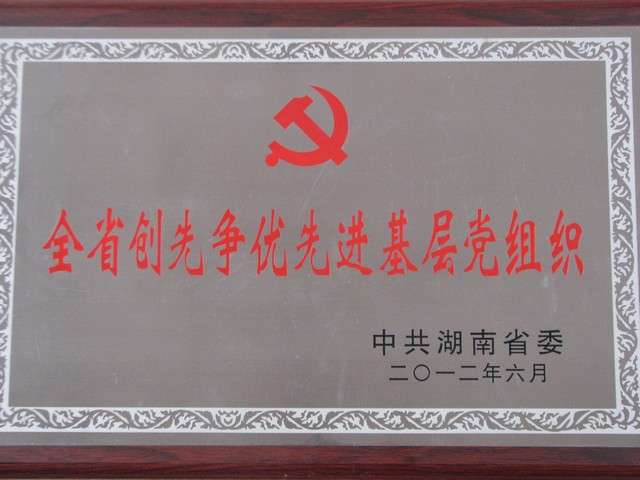 全省创先争优先进基层党组织
中共湖南省委
二〇一二年六月